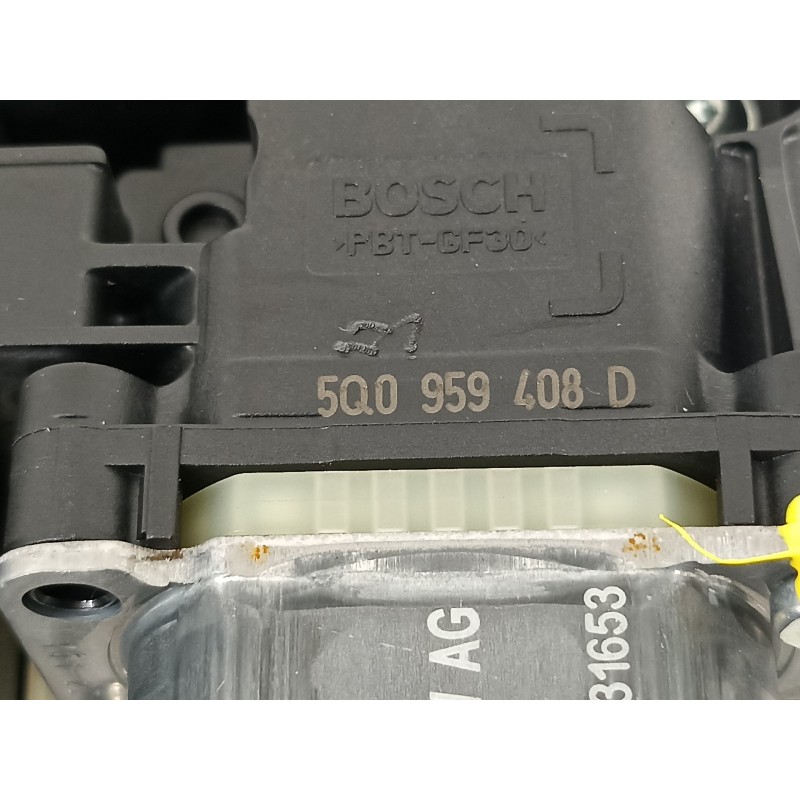 BOSCH
>PBT-GF30<
5Q0 959 408 D
AG
31653